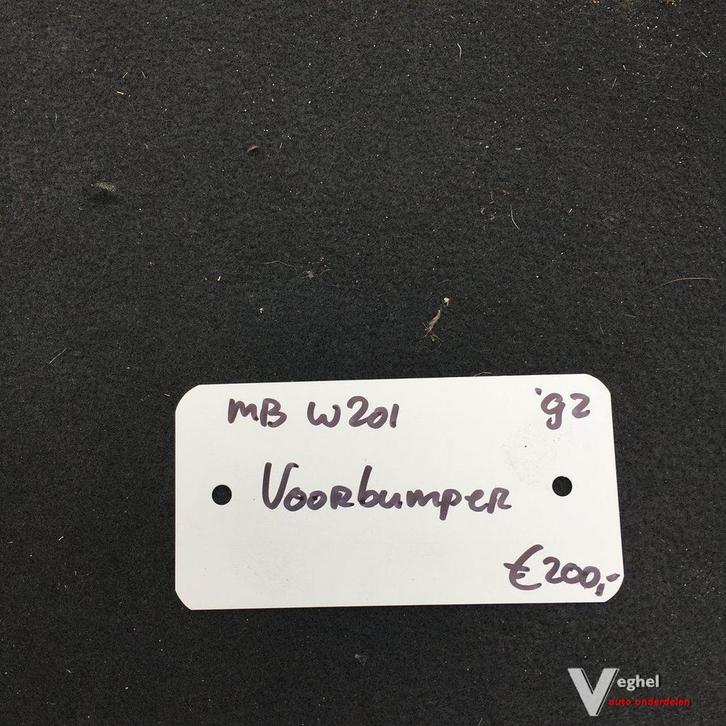 MB W201 '92
Voorbumper
€200,-
Veghel
auto onderdelen